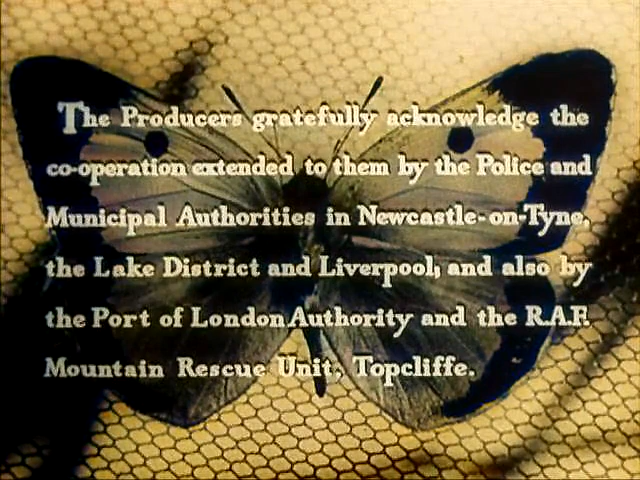 The Producers gratefully acknowledge the
co-operation extended to them by the Police and
Municipal Authorities in Newcastle-on-Tyne,
the Lake District and Liverpool, and also by
the Port of London Authority and the R.A.F.
Mountain Rescue Unit, Topcliffe.